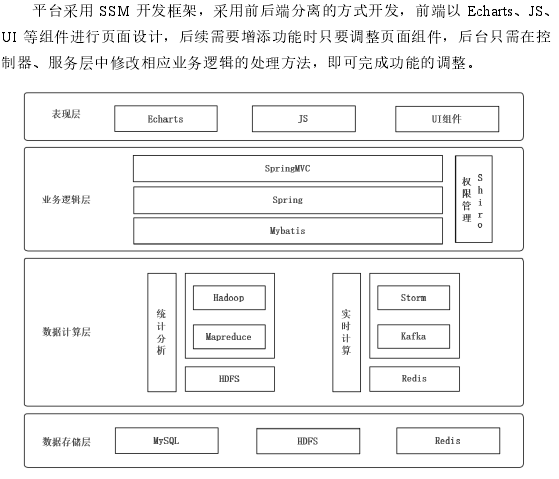 平台采用 SSM 开发框架，采用前后端分离的方式开发，前端以 Echarts、JS、
UI 等组件进行页面设计，后续需要增添功能时只要调整页面组件，后台只需在控
制器、服务层中修改相应业务逻辑的处理方法，即可完成功能的调整。
表现层
Echarts
JS
UI组件
业务逻辑层
SpringMVC
Spring
Mybatis
权限管理
Shiro
数据计算层
统计分析
Hadoop
Mapreduce
HDFS
实时计算
Storm
Kafka
Redis
数据存储层
MySQL
HDFS
Redis